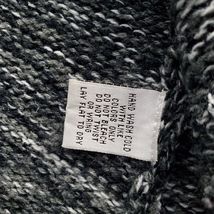 HAND WASH COLD
WITH LIKE
COLORS ONLY
DO NOT BLEACH
DO NOT TWIST
OR WRING
LAY FLAT TO DRY